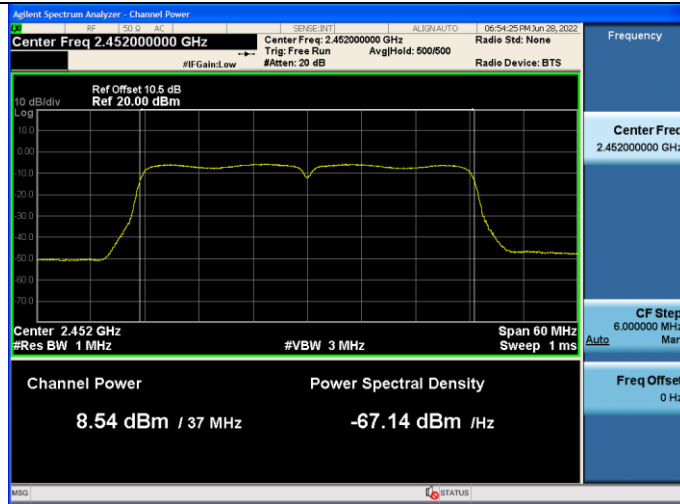 Agilent Spectrum Analyzer - Channel Power
RF 50 Ω AC SENSE:INT ALIGN AUTO 06:54:25 PM Jun 28, 2022
Center Freq 2.452000000 GHz
Center Freq: 2.452000000 GHz
Radio Std: None
Trig: Free Run Avg|Hold: 500/500
#IFGain:Low
#Atten: 20 dB
Radio Device: BTS
Frequency
Ref Offset 10.5 dB
10 dB/div Ref 20.00 dBm
Log
10.0
0.00
-10.0
-20.0
-30.0
-40.0
-50.0
-60.0
-70.0
Center Freq
2.452000000 GHz
Center 2.452 GHz Span 60 MHz
#Res BW 1 MHz #VBW 3 MHz Sweep 1 ms
CF Step
6.000000 MHz
Auto Man
Channel Power Power Spectral Density
8.54 dBm / 37 MHz -67.14 dBm /Hz
Freq Offset
0 Hz
MSG STATUS